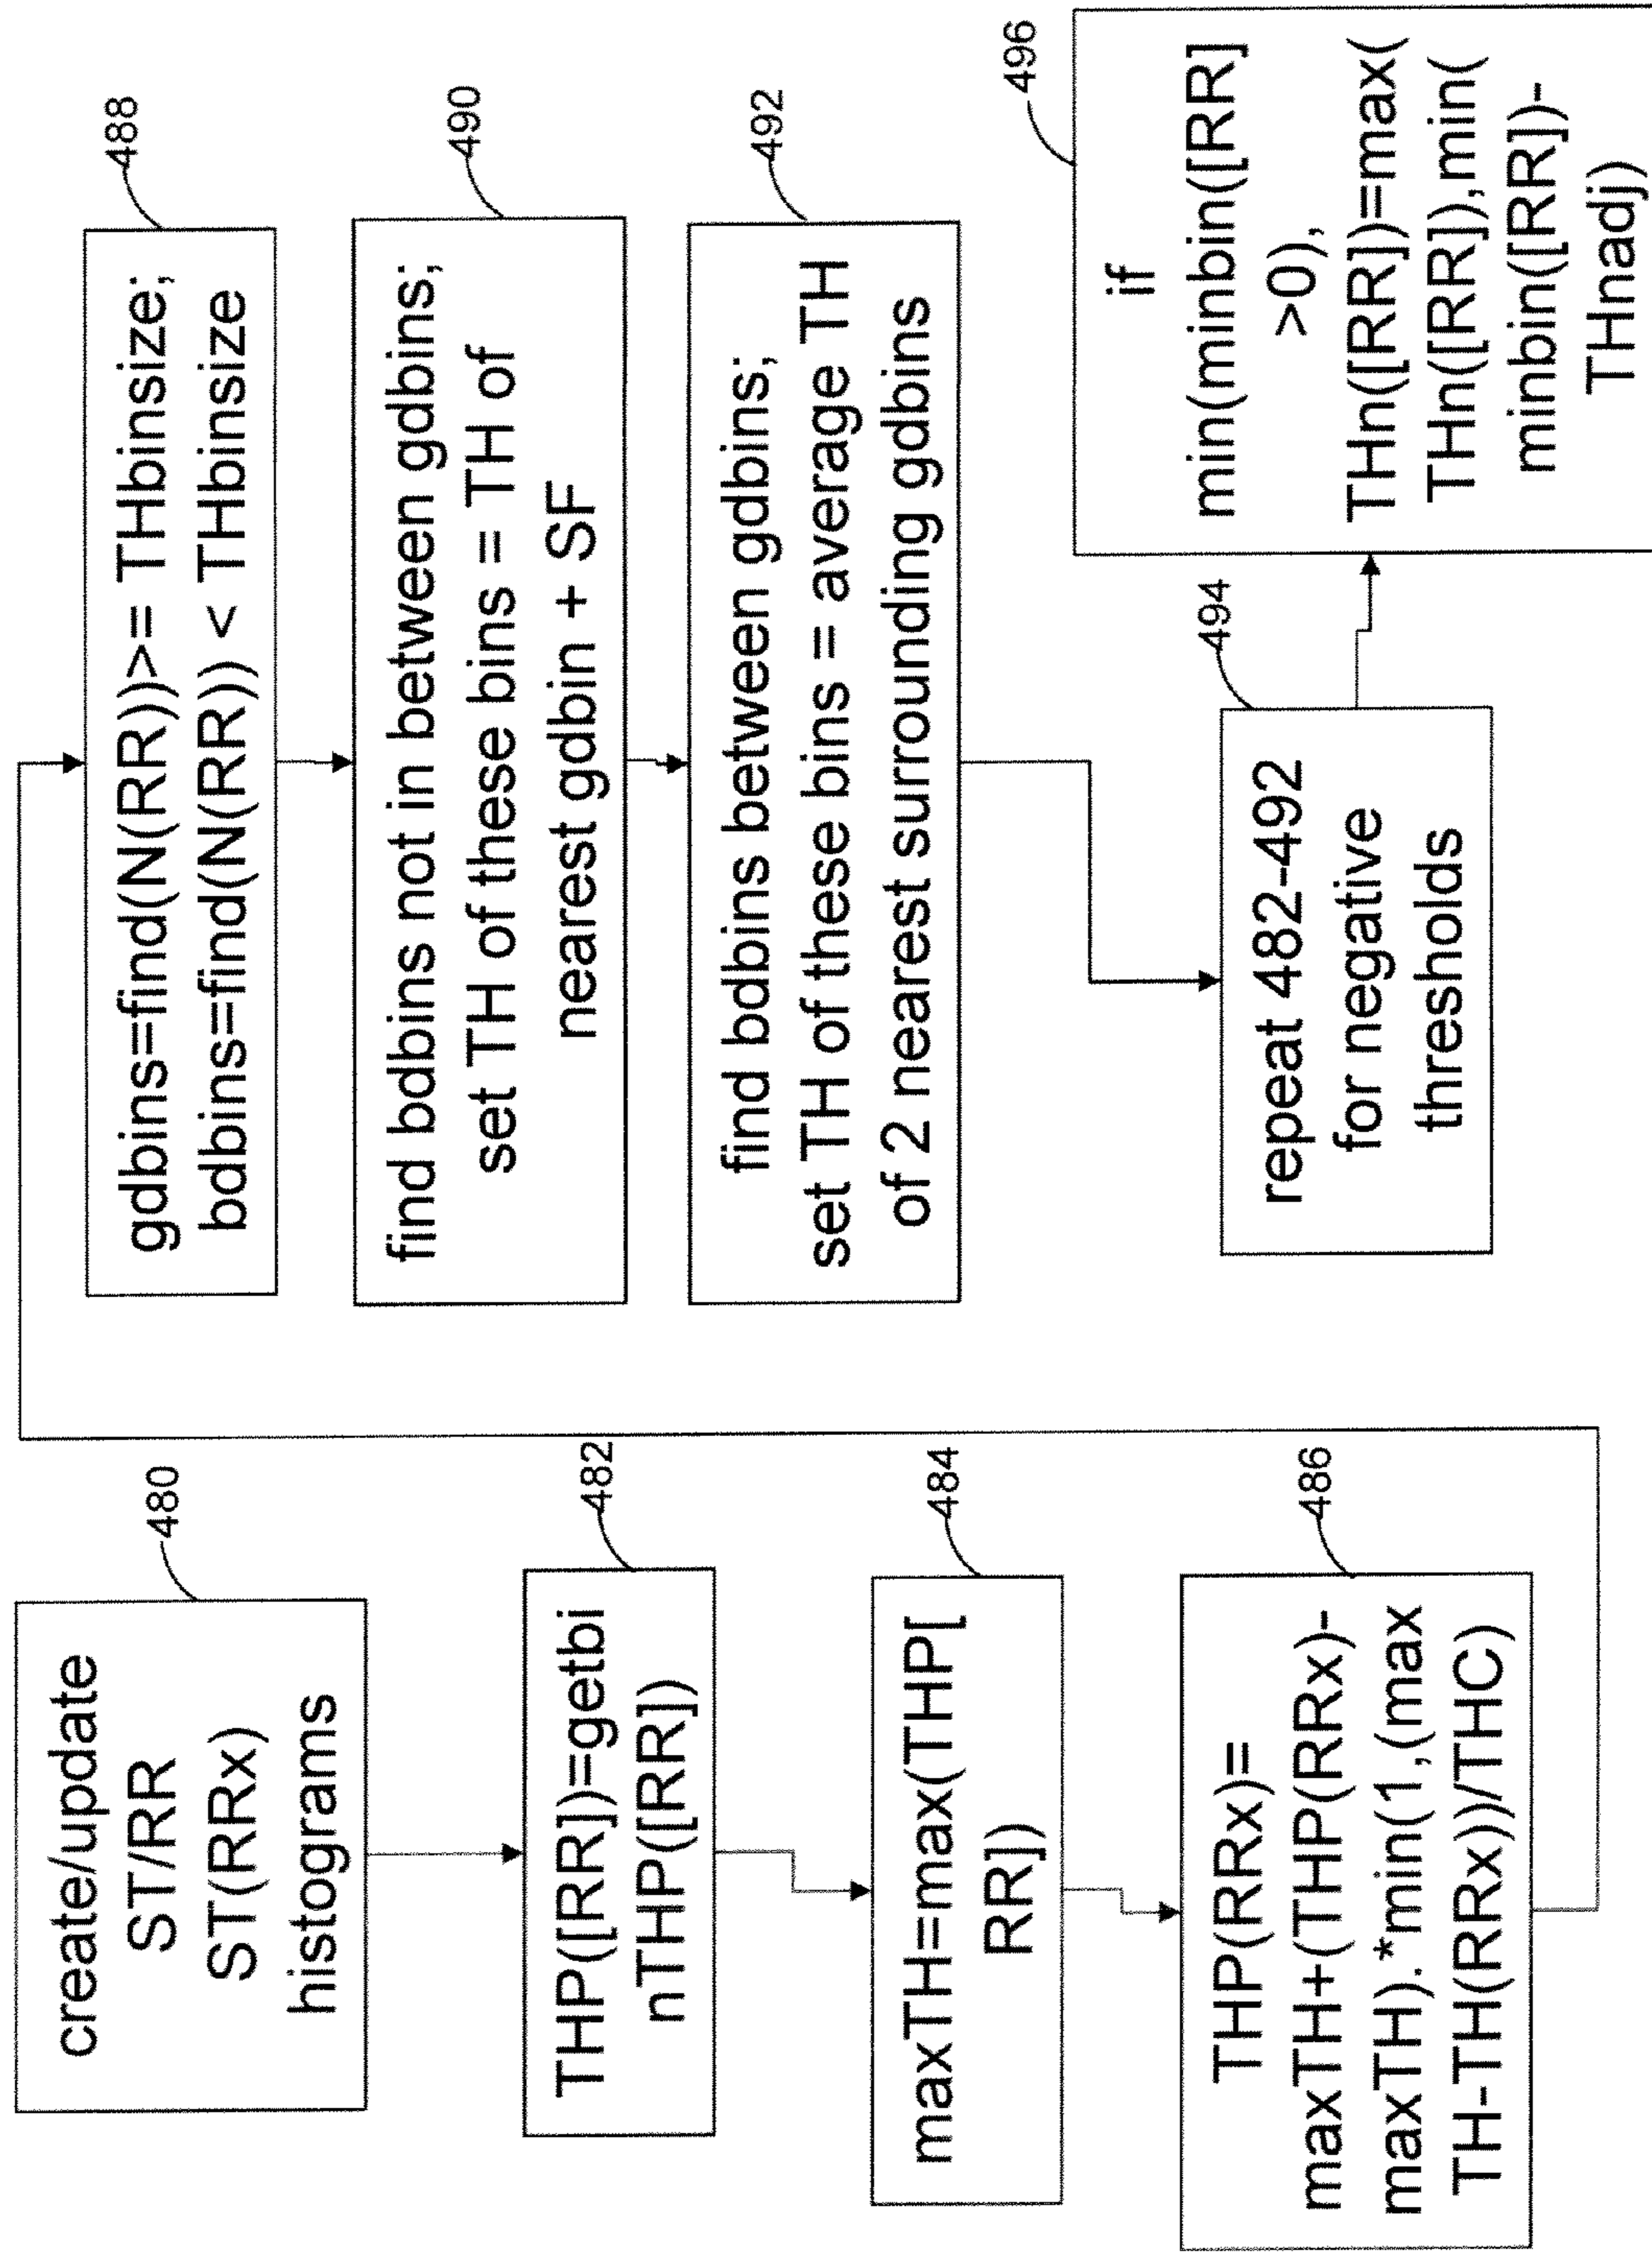 create/update
ST/RR
ST(RRx)
histograms
480
THP([RR])=getbi
nTHP([RR])
482
maxTH=max(THP[
RR])
484
THP(RRx)=
maxTH+(THP(RRx)-
maxTH).*min(1,(max
TH-TH(RRx))/THC)
486
gdbins=find(N(RR))>= THbinsize;
bdbins=find(N(RR)) < THbinsize
488
find bdbins not in between gdbins;
set TH of these bins = TH of
nearest gdbin + SF
490
find bdbins between gdbins;
set TH of these bins = average TH
of 2 nearest surrounding gdbins
492
repeat 482-492
for negative
thresholds
494
if
min(minbin([RR]
>0),
THn([RR])=max(
THn([RR]),min(
minbin([RR])-
THnadj)
496